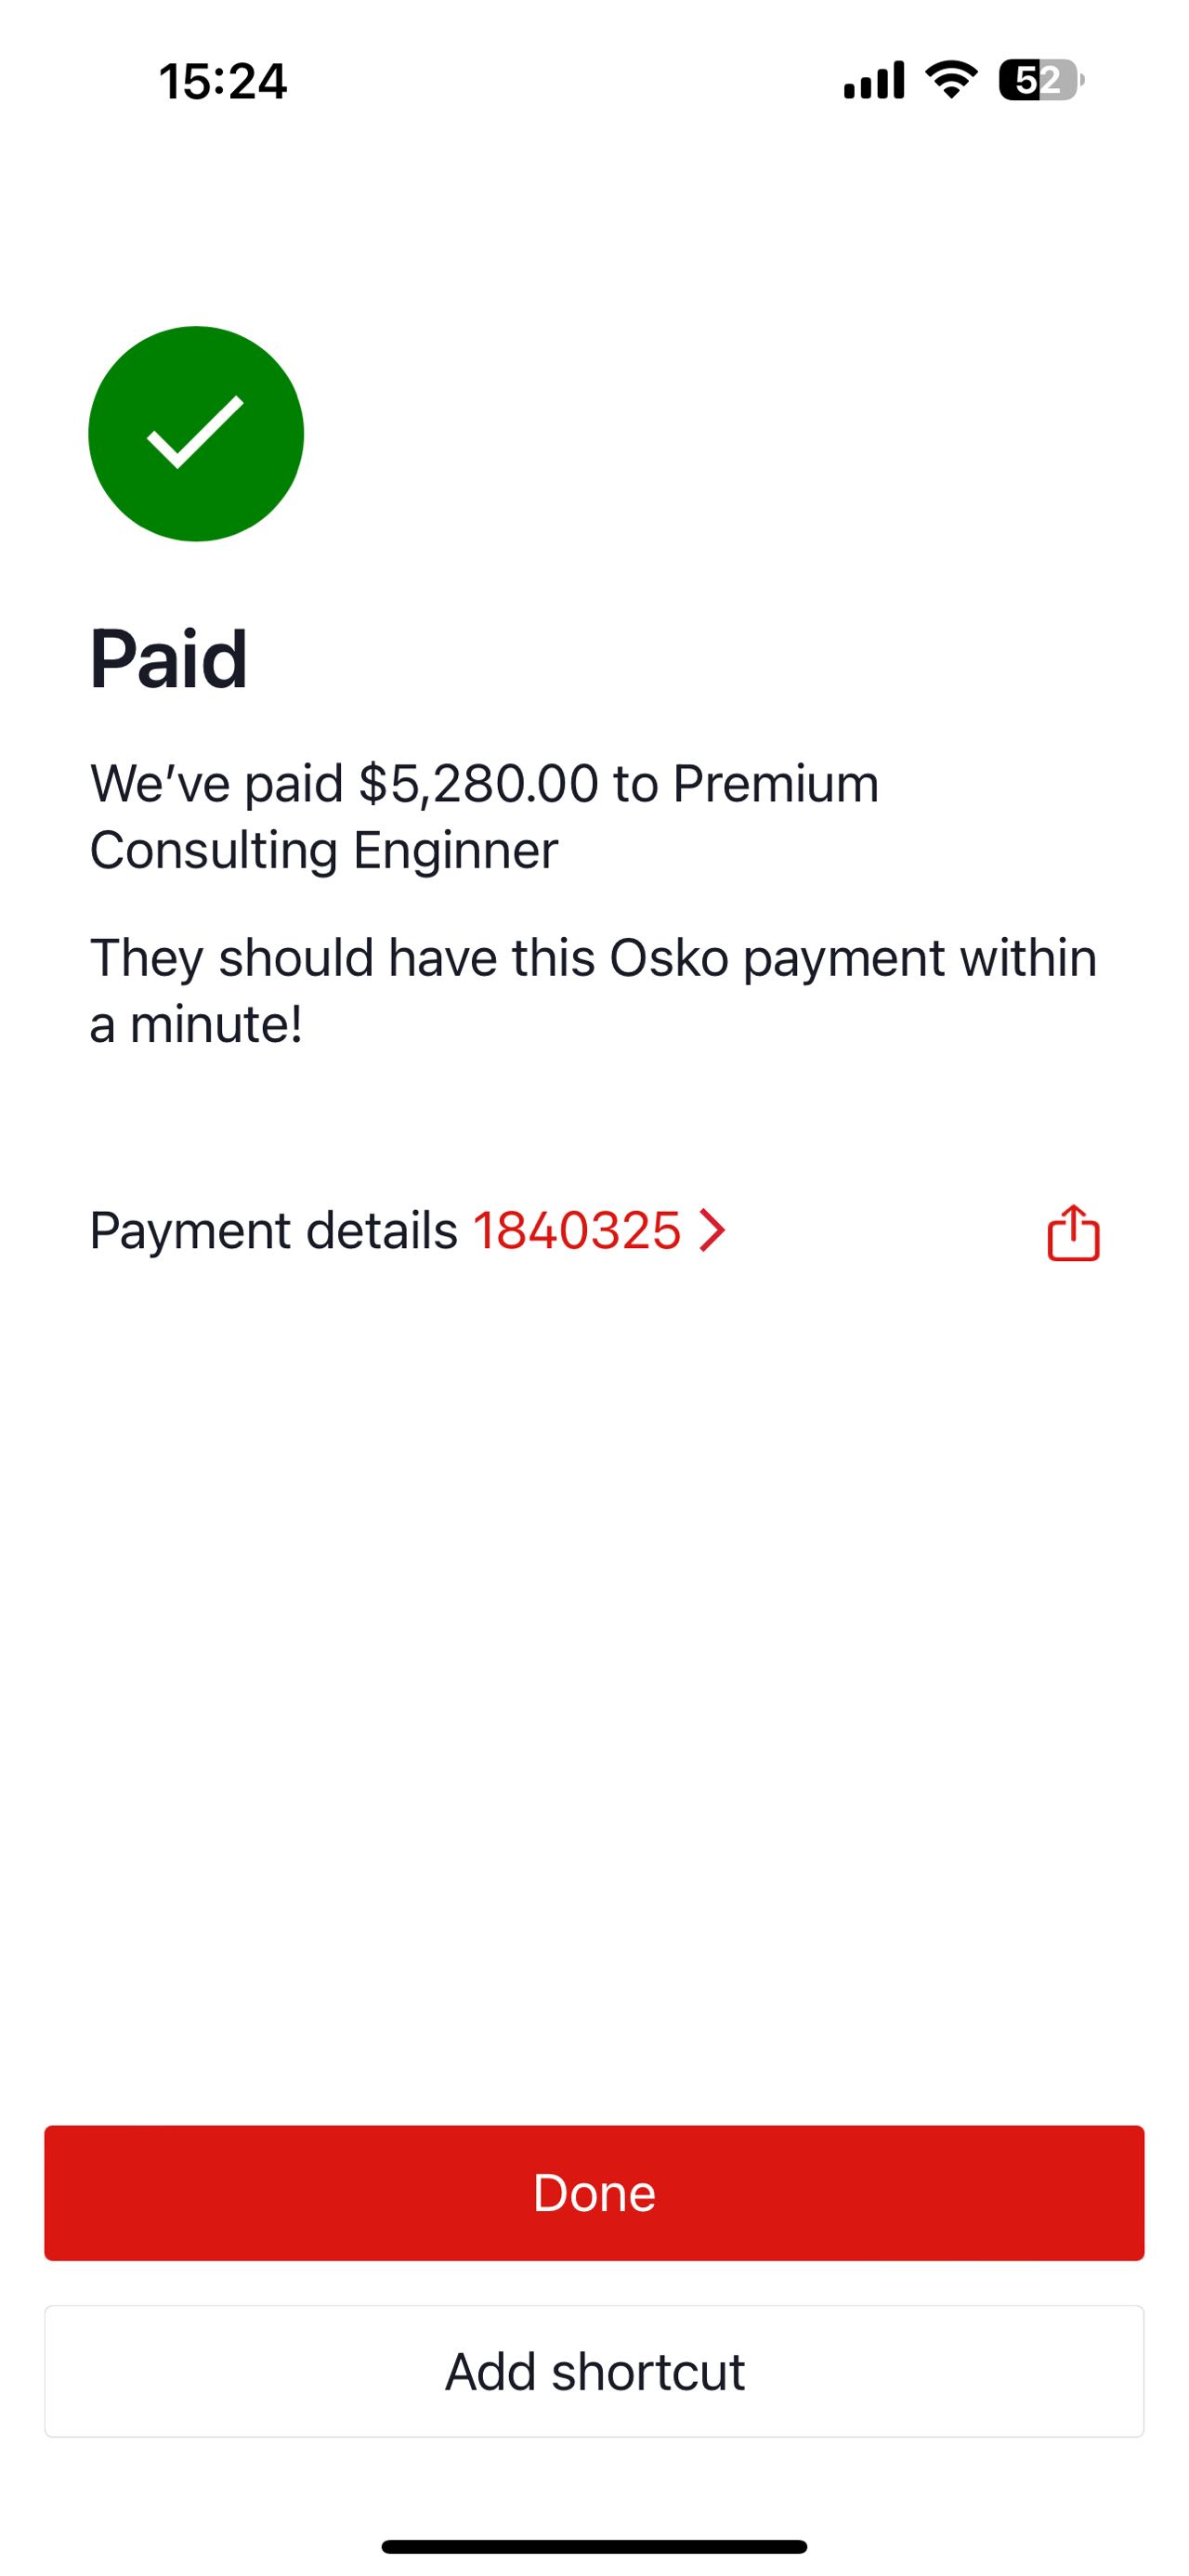 15:24
52
Paid
We’ve paid $5,280.00 to Premium
Consulting Enginner
They should have this Osko payment within
a minute!
Payment details 1840325
Done
Add shortcut